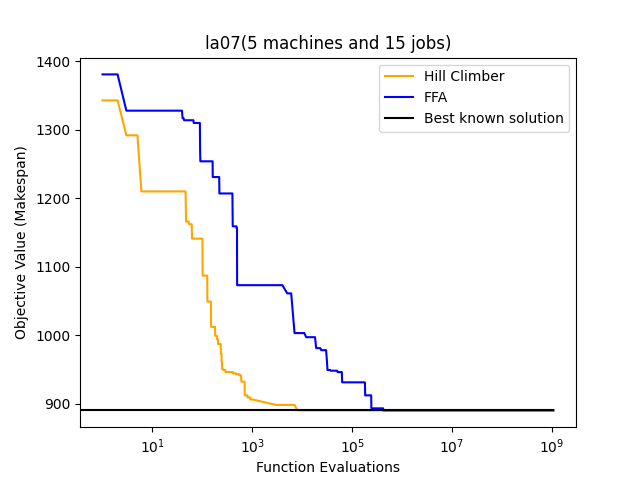 la07(5 machines and 15 jobs)
Objective Value (Makespan)
1400
1300
1200
1100
1000
900
Hill Climber
FFA
Best known solution
10^1 10^3 10^5 10^7 10^9
Function Evaluations